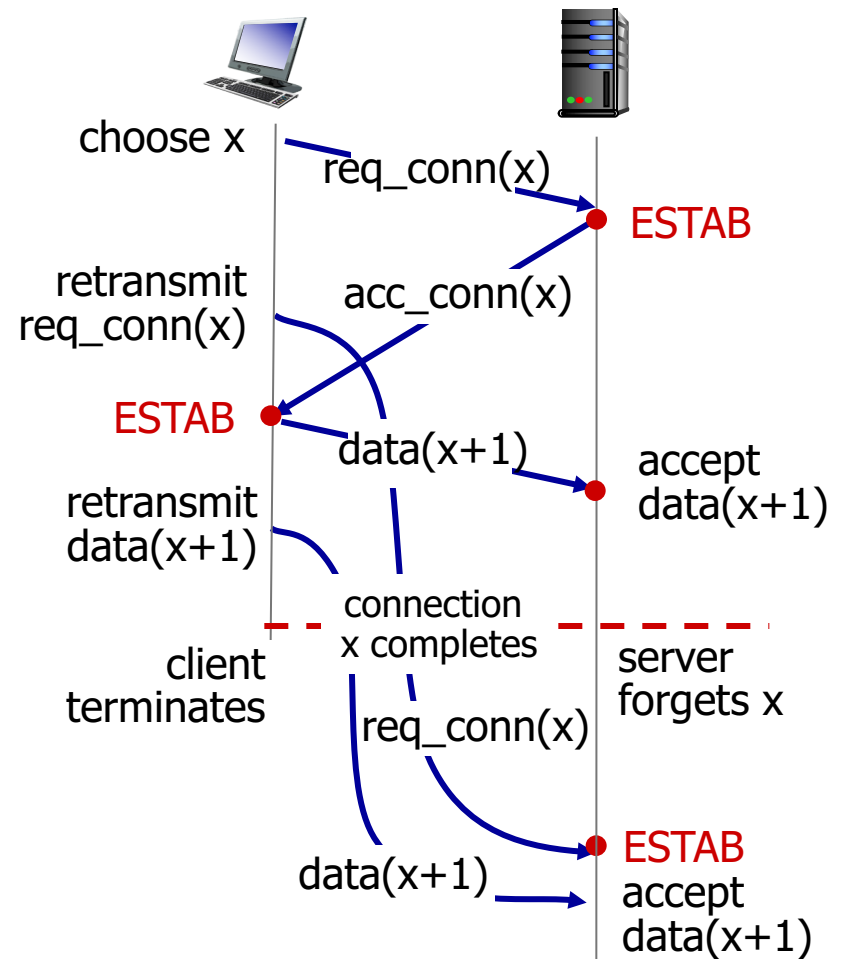 choose x
req_conn(x)
ESTAB
retransmit
req_conn(x)
acc_conn(x)
ESTAB
data(x+1)
accept
data(x+1)
retransmit
data(x+1)
connection
x completes
client
terminates
server
forgets x
req_conn(x)
ESTAB
data(x+1)
accept
data(x+1)